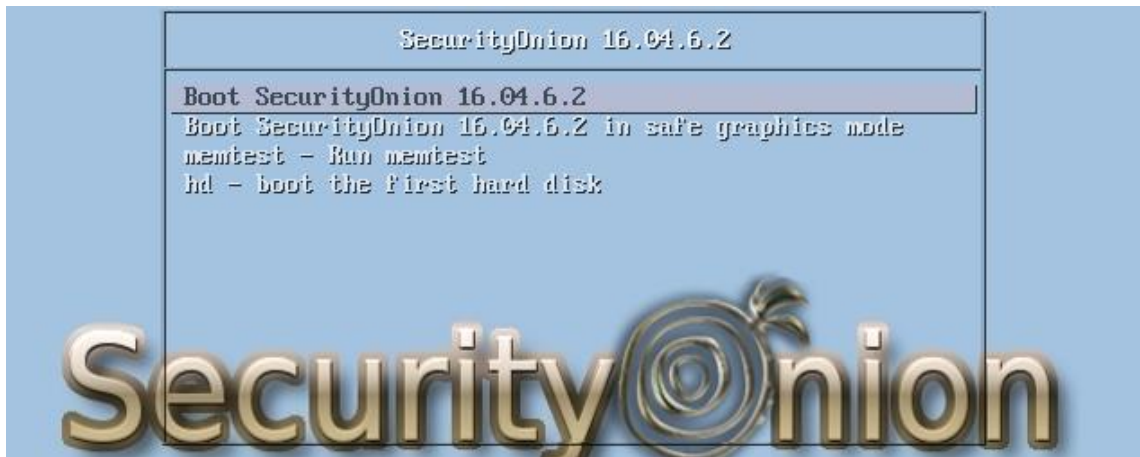 SecurityOnion 16.04.6.2
Boot SecurityOnion 16.04.6.2
Boot SecurityOnion 16.04.6.2 in safe graphics mode
memtest - Run memtest
hd - boot the first hard disk
SecurityOnion